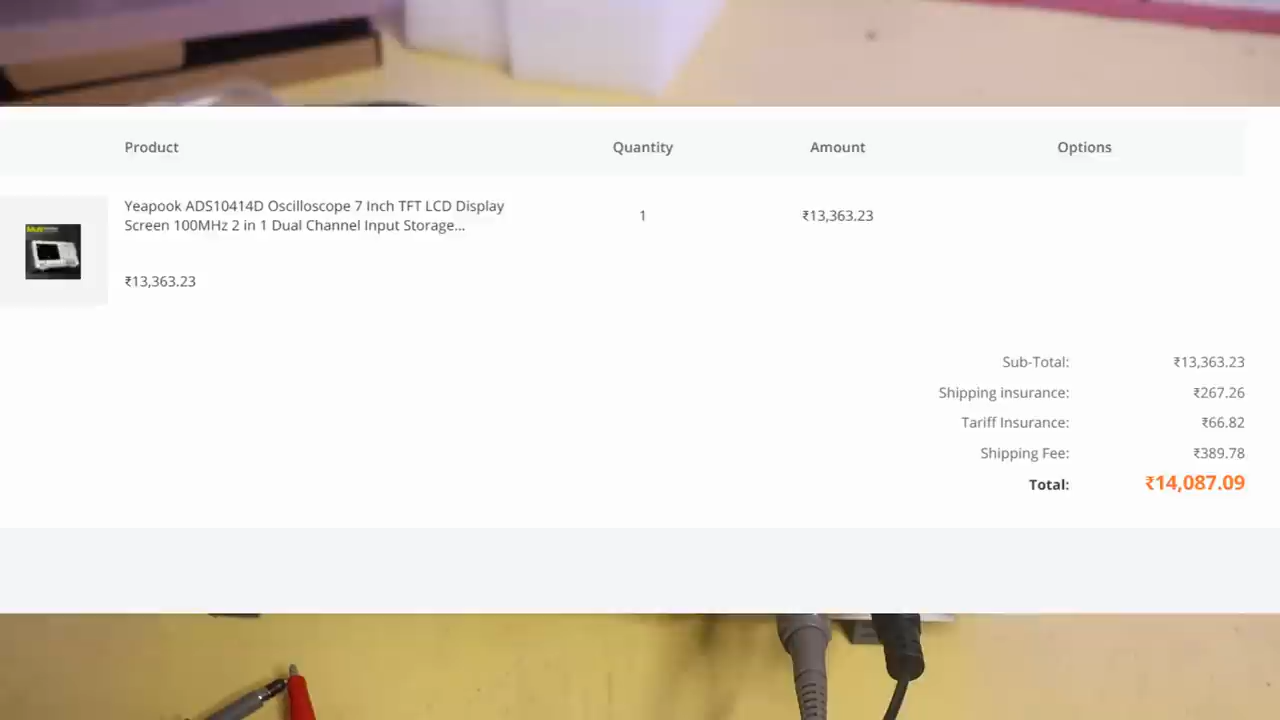 Product Quantity Amount Options
Yeapook ADS10414D Oscilloscope 7 Inch TFT LCD Display
Screen 100MHz 2 in 1 Dual Channel Input Storage...
1
₹13,363.23
₹13,363.23
Sub-Total: ₹13,363.23
Shipping insurance: ₹267.26
Tariff Insurance: ₹66.82
Shipping Fee: ₹389.78
Total: ₹14,087.09